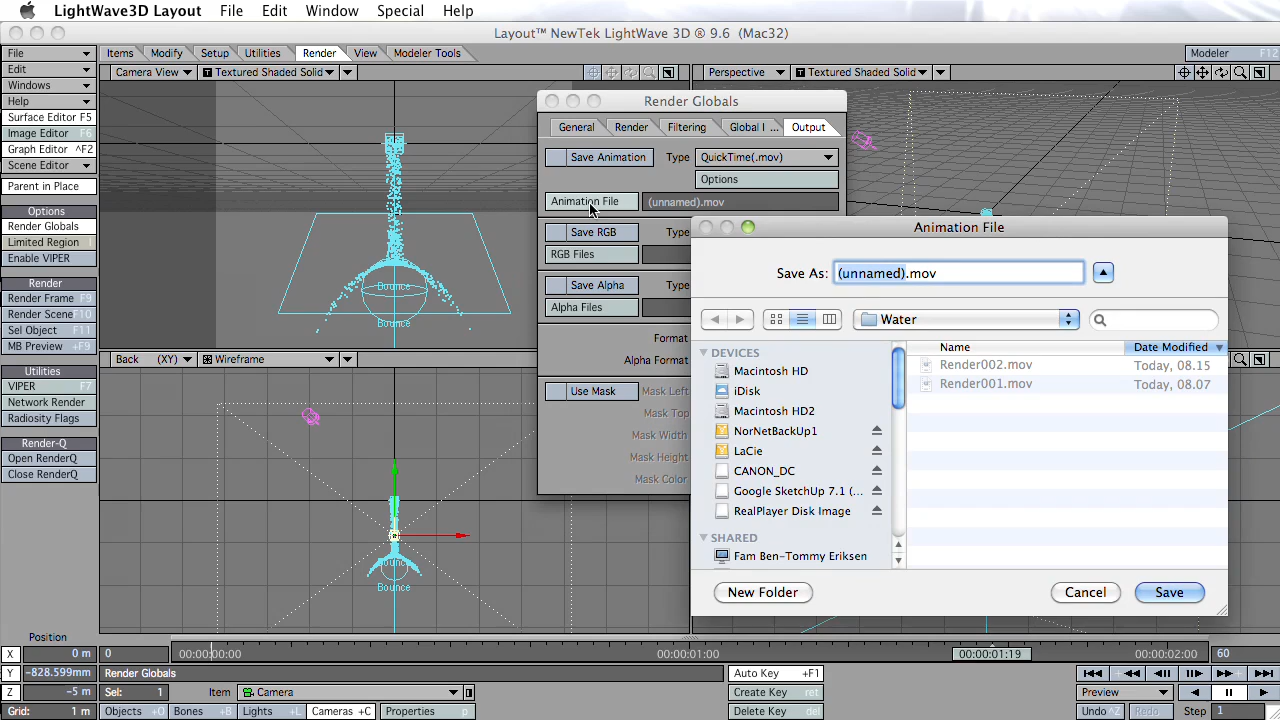 LightWave3D Layout File Edit Window Special Help
Layout™ NewTek LightWave 3D ® 9.6 (Mac32)
File
Items Modify Setup Utilities Render View Modeler Tools
Modeler F12
Edit
Camera View Textured Shaded Solid
Perspective Textured Shaded Solid
Windows
Help
Surface Editor F5
Image Editor F6
Graph Editor ^F2
Scene Editor
Parent in Place
Options
Render Globals
Limited Region l
Enable VIPER
Render
Render Frame F9
Render Scene F10
Sel Object F11
MB Preview +F9
Utilities
VIPER F7
Network Render
Radiosity Flags
Render-Q
Open RenderQ
Close RenderQ
Bounce
Bounce
Back (XY) Wireframe
Bounce
Bounce
Render Globals
General Render Filtering Global I ... Output
Save Animation Type QuickTime(.mov)
Options
Animation File (unnamed).mov
Save RGB Type
RGB Files
Save Alpha Type
Alpha Files
Format
Alpha Format
Use Mask Mask Left
Mask Top
Mask Width
Mask Height
Mask Color
Animation File
Save As: (unnamed).mov
Water
DEVICES
Macintosh HD
iDisk
Macintosh HD2
NorNetBackUp1
LaCie
CANON_DC
Google SketchUp 7.1 (...
RealPlayer Disk Image
SHARED
Fam Ben-Tommy Eriksen
Name Date Modified
Render002.mov Today, 08.15
Render001.mov Today, 08.07
New Folder Cancel Save
Position
X 0 m 0 00:00:00:00 00:00:01:00 00:00:01:19 00:00:02:00 60
Y -828.599mm Render Globals Auto Key +F1
Z -5 m Sel: 1 Item Camera Create Key ret Preview
Grid: 1 m Objects +O Bones +B Lights +L Cameras +C Properties p Delete Key del Undo ^Z Redo Step 1